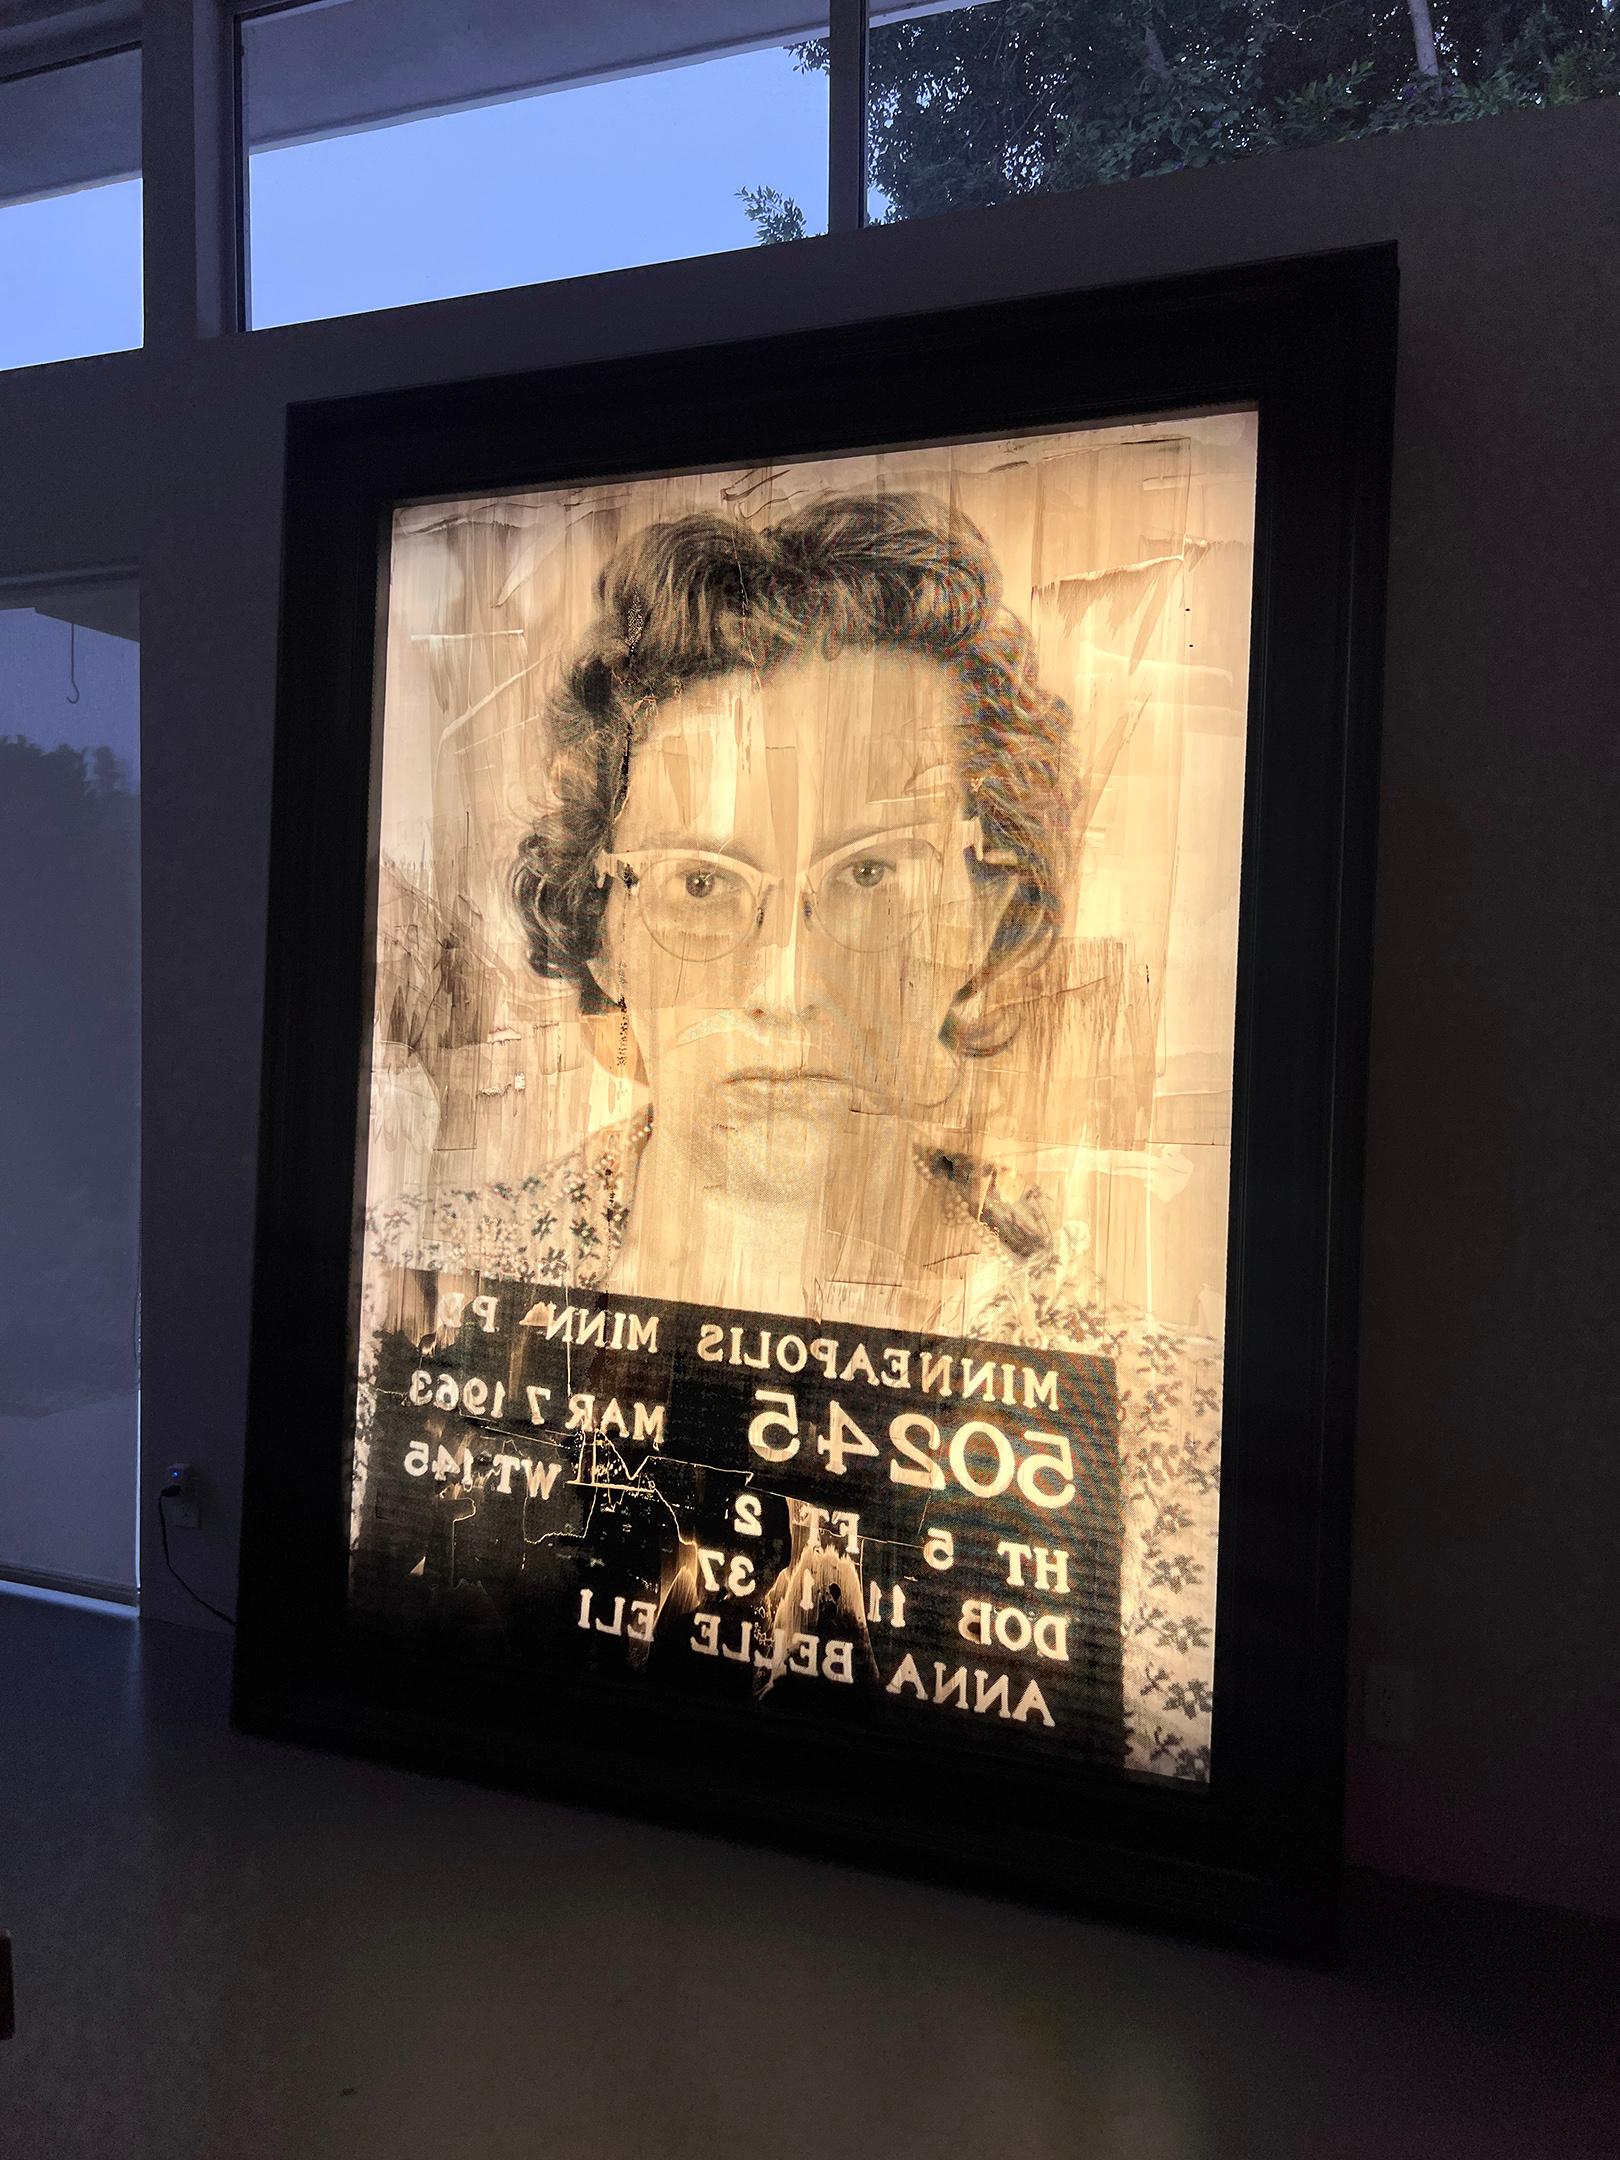 MINNEAPOLIS MINN PD
50245 MAR 7 1963
HT 5 FT 2 WT 145
DOB 11 1 37
ANNA BELLE ELI